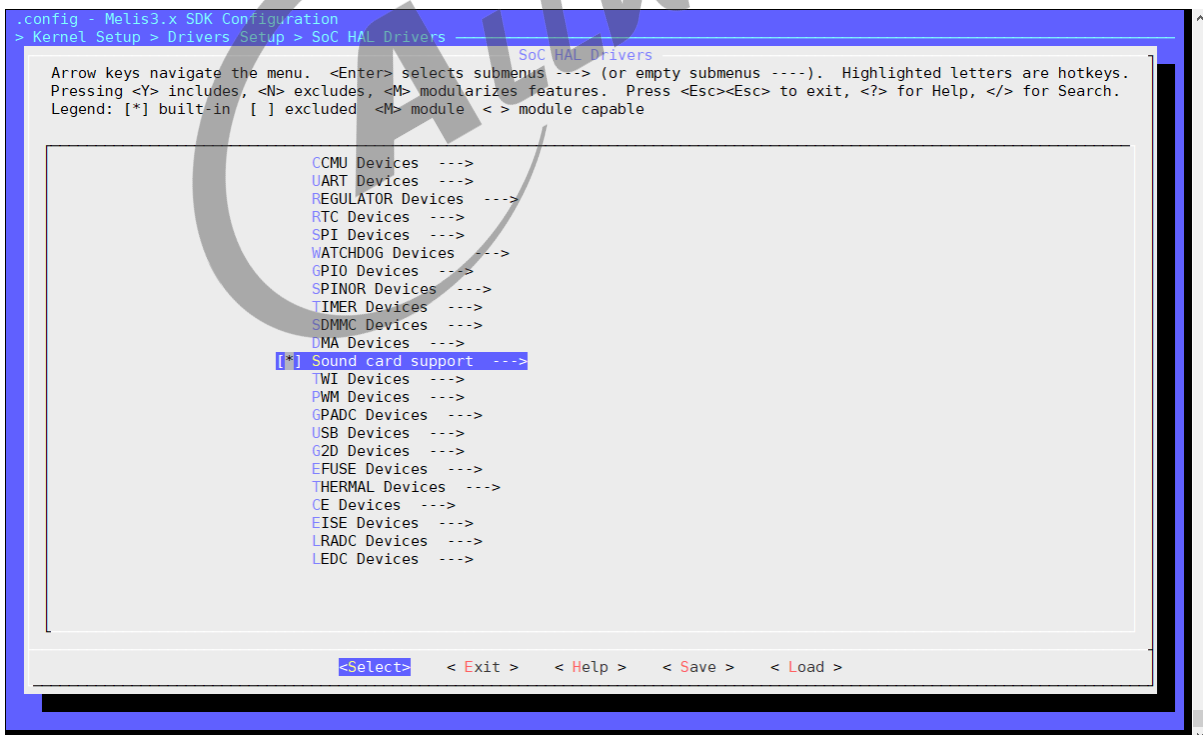 .config - Melis3.x SDK Configuration
> Kernel Setup > Drivers Setup > SoC HAL Drivers
SoC HAL Drivers
Arrow keys navigate the menu.  <Enter> selects submenus ---> (or empty submenus ----).  Highlighted letters are hotkeys.
Pressing <Y> includes, <N> excludes, <M> modularizes features.  Press <Esc><Esc> to exit, <?> for Help, </> for Search.
Legend: [*] built-in  [ ] excluded  <M> module  < > module capable
CCMU Devices  --->
UART Devices  --->
REGULATOR Devices  --->
RTC Devices  --->
SPI Devices  --->
WATCHDOG Devices  --->
GPIO Devices  --->
SPINOR Devices  --->
TIMER Devices  --->
SDMMC Devices  --->
DMA Devices  --->
[*] Sound card support  --->
TWI Devices  --->
PWM Devices  --->
GPADC Devices  --->
USB Devices  --->
G2D Devices  --->
EFUSE Devices  --->
THERMAL Devices  --->
CE Devices  --->
EISE Devices  --->
LRADC Devices  --->
LEDC Devices  --->
<Select>    < Exit >    < Help >    < Save >    < Load >